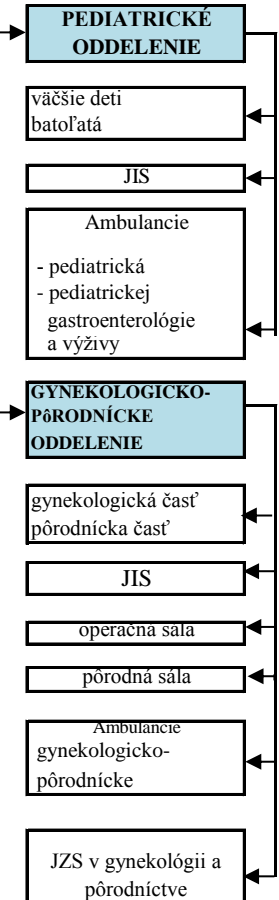 PEDIATRICKÉ
ODDELENIE
väčšie deti
batoľatá
JIS
Ambulancie
- pediatrická
- pediatrickej
gastroenterológie
a výživy
GYNEKOLOGICKO-
PôRODNÍCKE
ODDELENIE
gynekologická časť
pôrodnícka časť
JIS
operačná sála
pôrodná sála
Ambulancie
gynekologicko-
pôrodnícke
JZS v gynekológii a
pôrodníctve